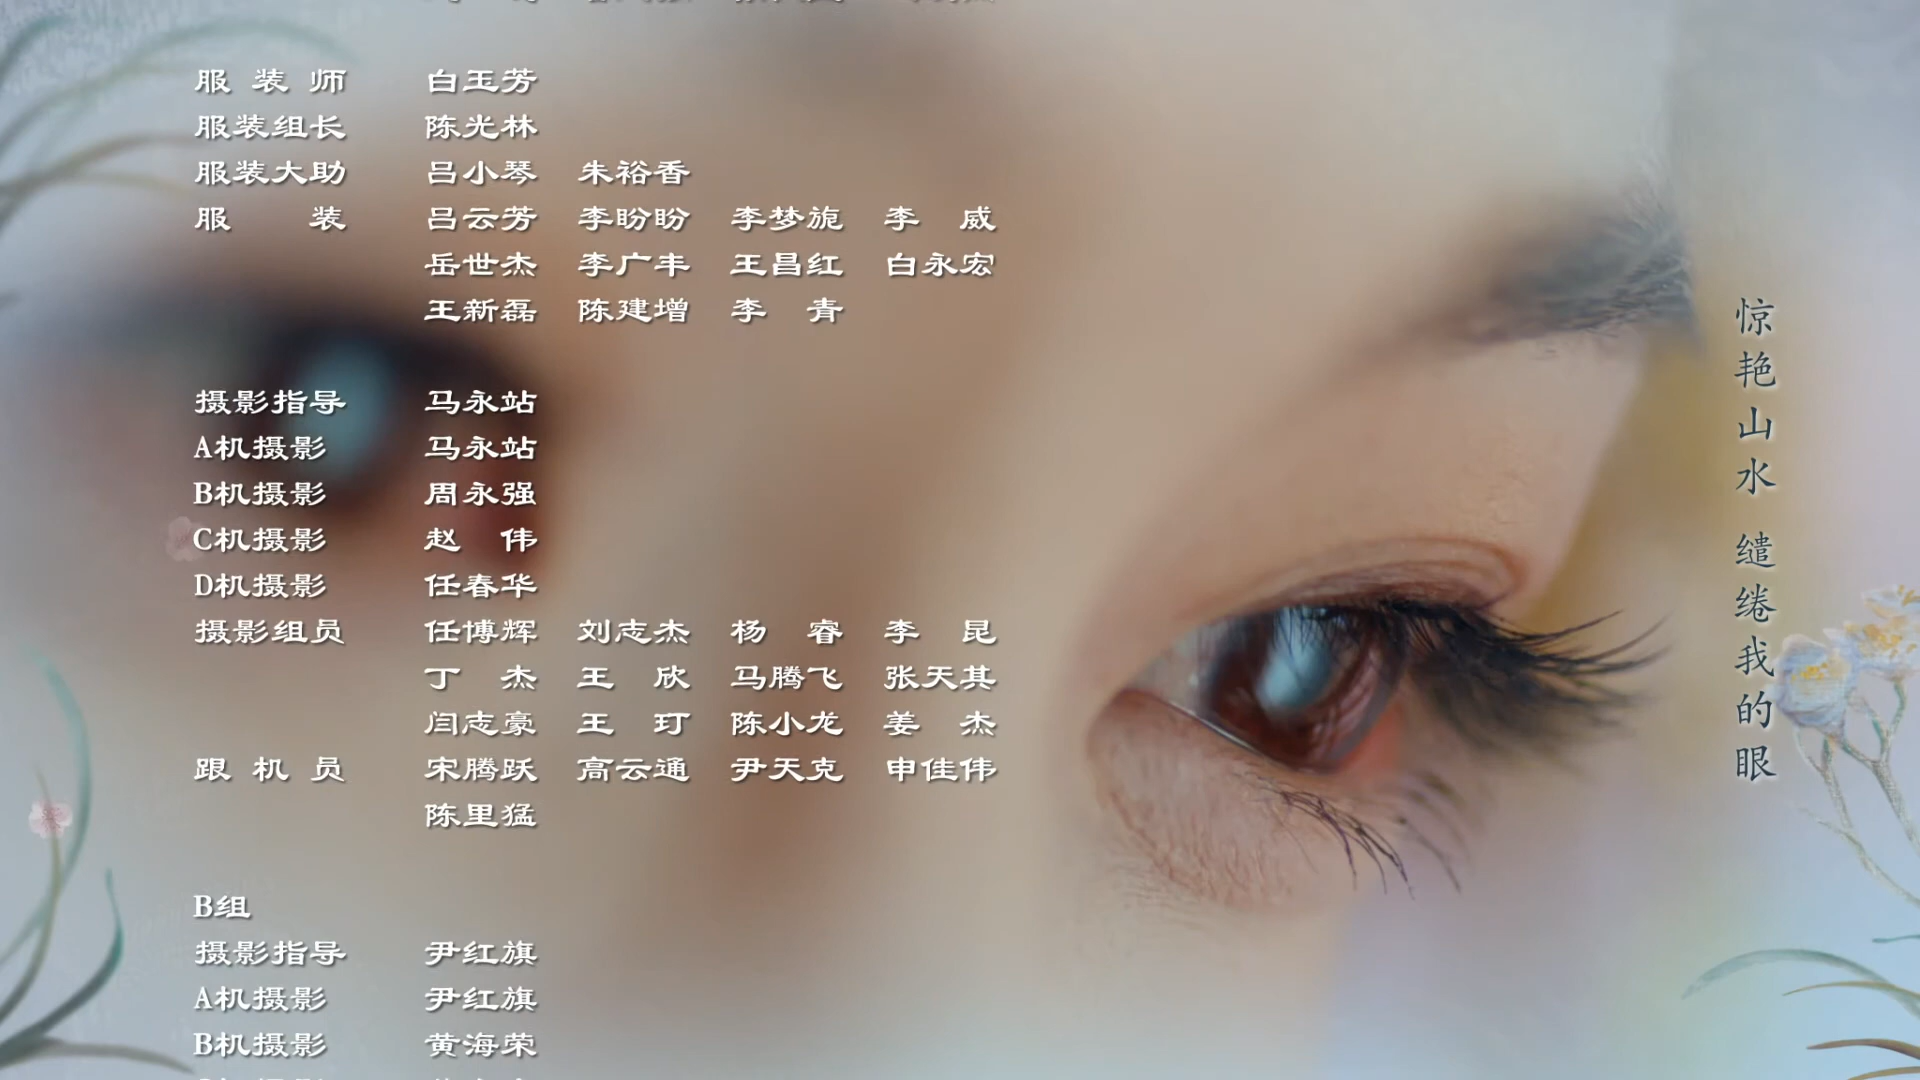 服装师 白玉芳
服装组长 陈光林
服装大助 吕小琴 朱裕香
服装 吕云芳 李盼盼 李梦旎 李威
岳世杰 李广丰 王昌红 白永宏
王新磊 陈建增 李青
摄影指导 马永站
A机摄影 马永站
B机摄影 周永强
C机摄影 赵伟
D机摄影 任春华
摄影组员 任博辉 刘志杰 杨睿 李昆
丁杰 王欣 马腾飞 张天其
闫志豪 王玎 陈小龙 姜杰
跟机员 宋腾跃 高云通 尹天克 申佳伟
陈里猛
B组
摄影指导 尹红旗
A机摄影 尹红旗
B机摄影 黄海荣
惊艳山水 缱绻我的眼